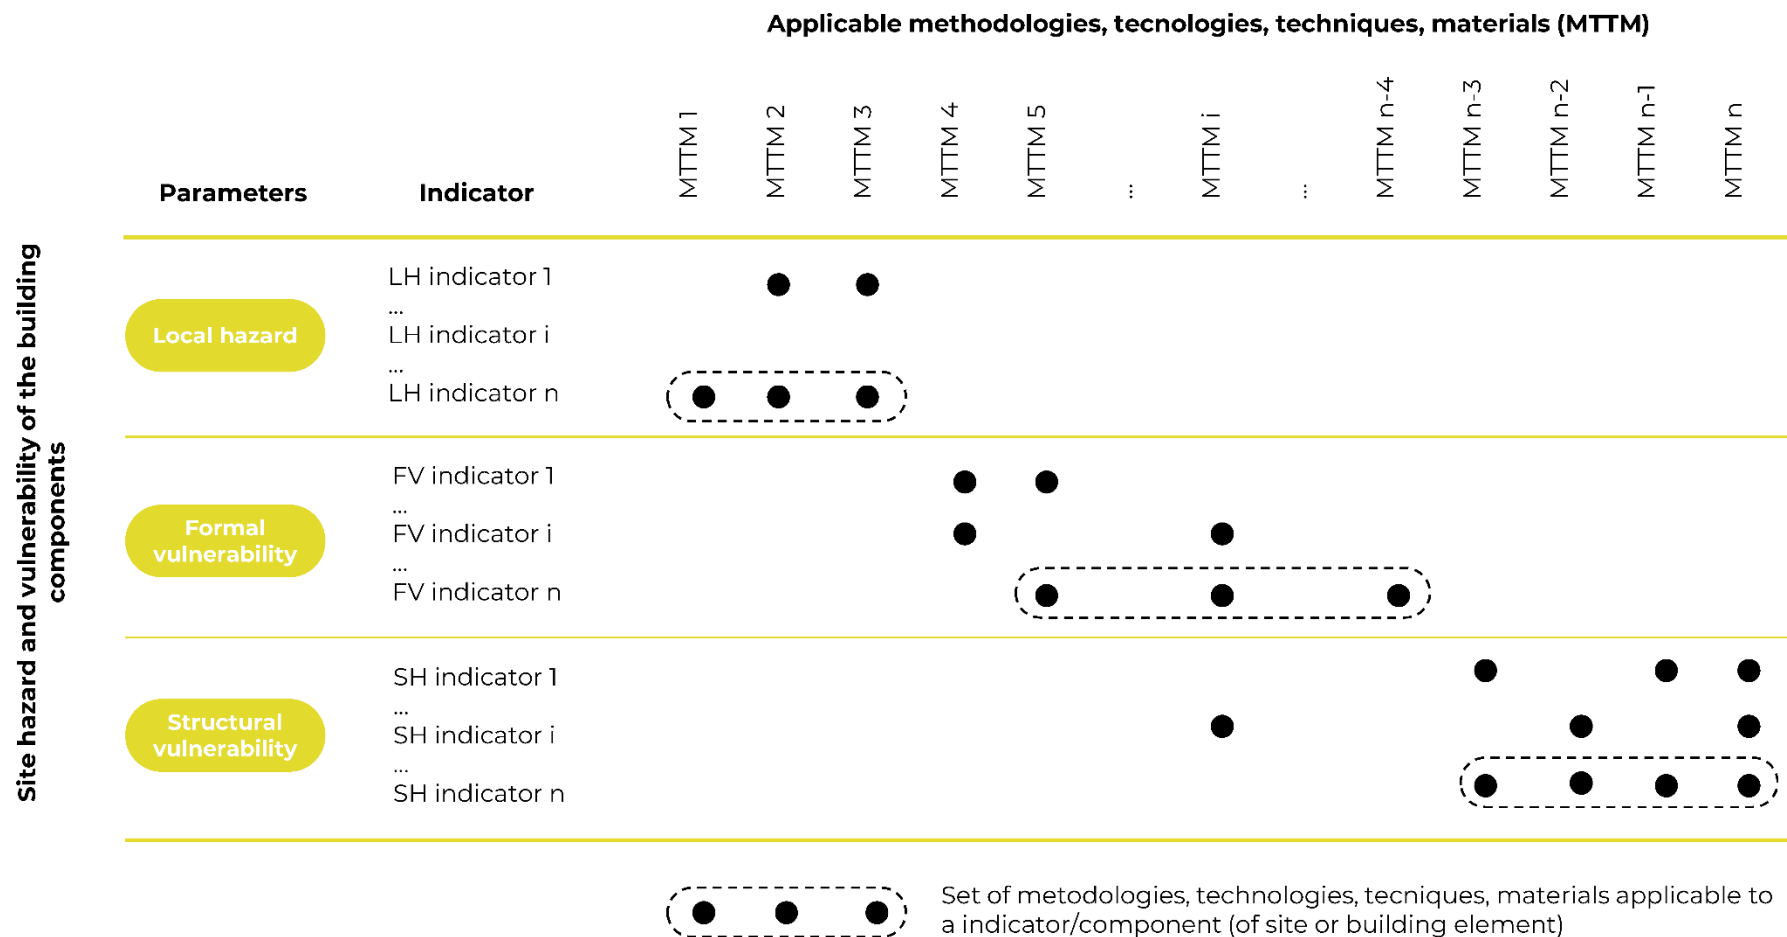 Applicable methodologies, tecnologies, techniques, materials (MTTM)
MTTM 1
MTTM 2
MTTM 3
MTTM 4
MTTM 5
...
MTTM i
...
MTTM n-4
MTTM n-3
MTTM n-2
MTTM n-1
MTTM n
Parameters
Indicator
Site hazard and vulnerability of the building
components
Local hazard
LH indicator 1
...
LH indicator i
...
LH indicator n
Formal
vulnerability
FV indicator 1
...
FV indicator i
...
FV indicator n
Structural
vulnerability
SH indicator 1
...
SH indicator i
...
SH indicator n
Set of metodologies, technologies, tecniques, materials applicable to
a indicator/component (of site or building element)